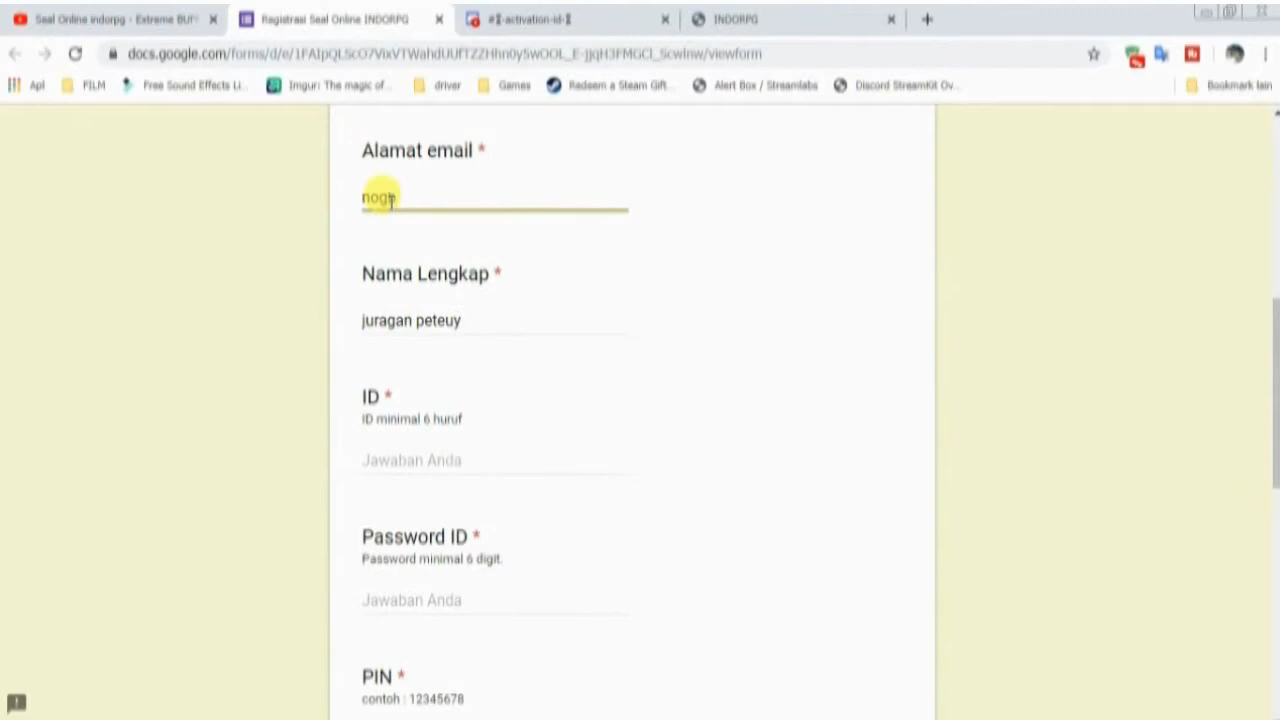 Seal Online indorpg - Extreme BUFF
Registrasi Seal Online INDORPG
-activation-id-
INDORPG
docs.google.com/forms/d/e/
/viewform
Apl
FILM
Free Sound Effects Li...
Imgur: The magic of...
driver
Games
Redeem a Steam Gift...
Alert Box / Streamlabs
Discord StreamKit Ov...
Bookmark lain
Alamat email *
Nama Lengkap *
juragan peteuy
ID *
ID minimal 6 huruf
Jawaban Anda
Password ID *
Password minimal 6 digit.
Jawaban Anda
PIN *
contoh : 12345678